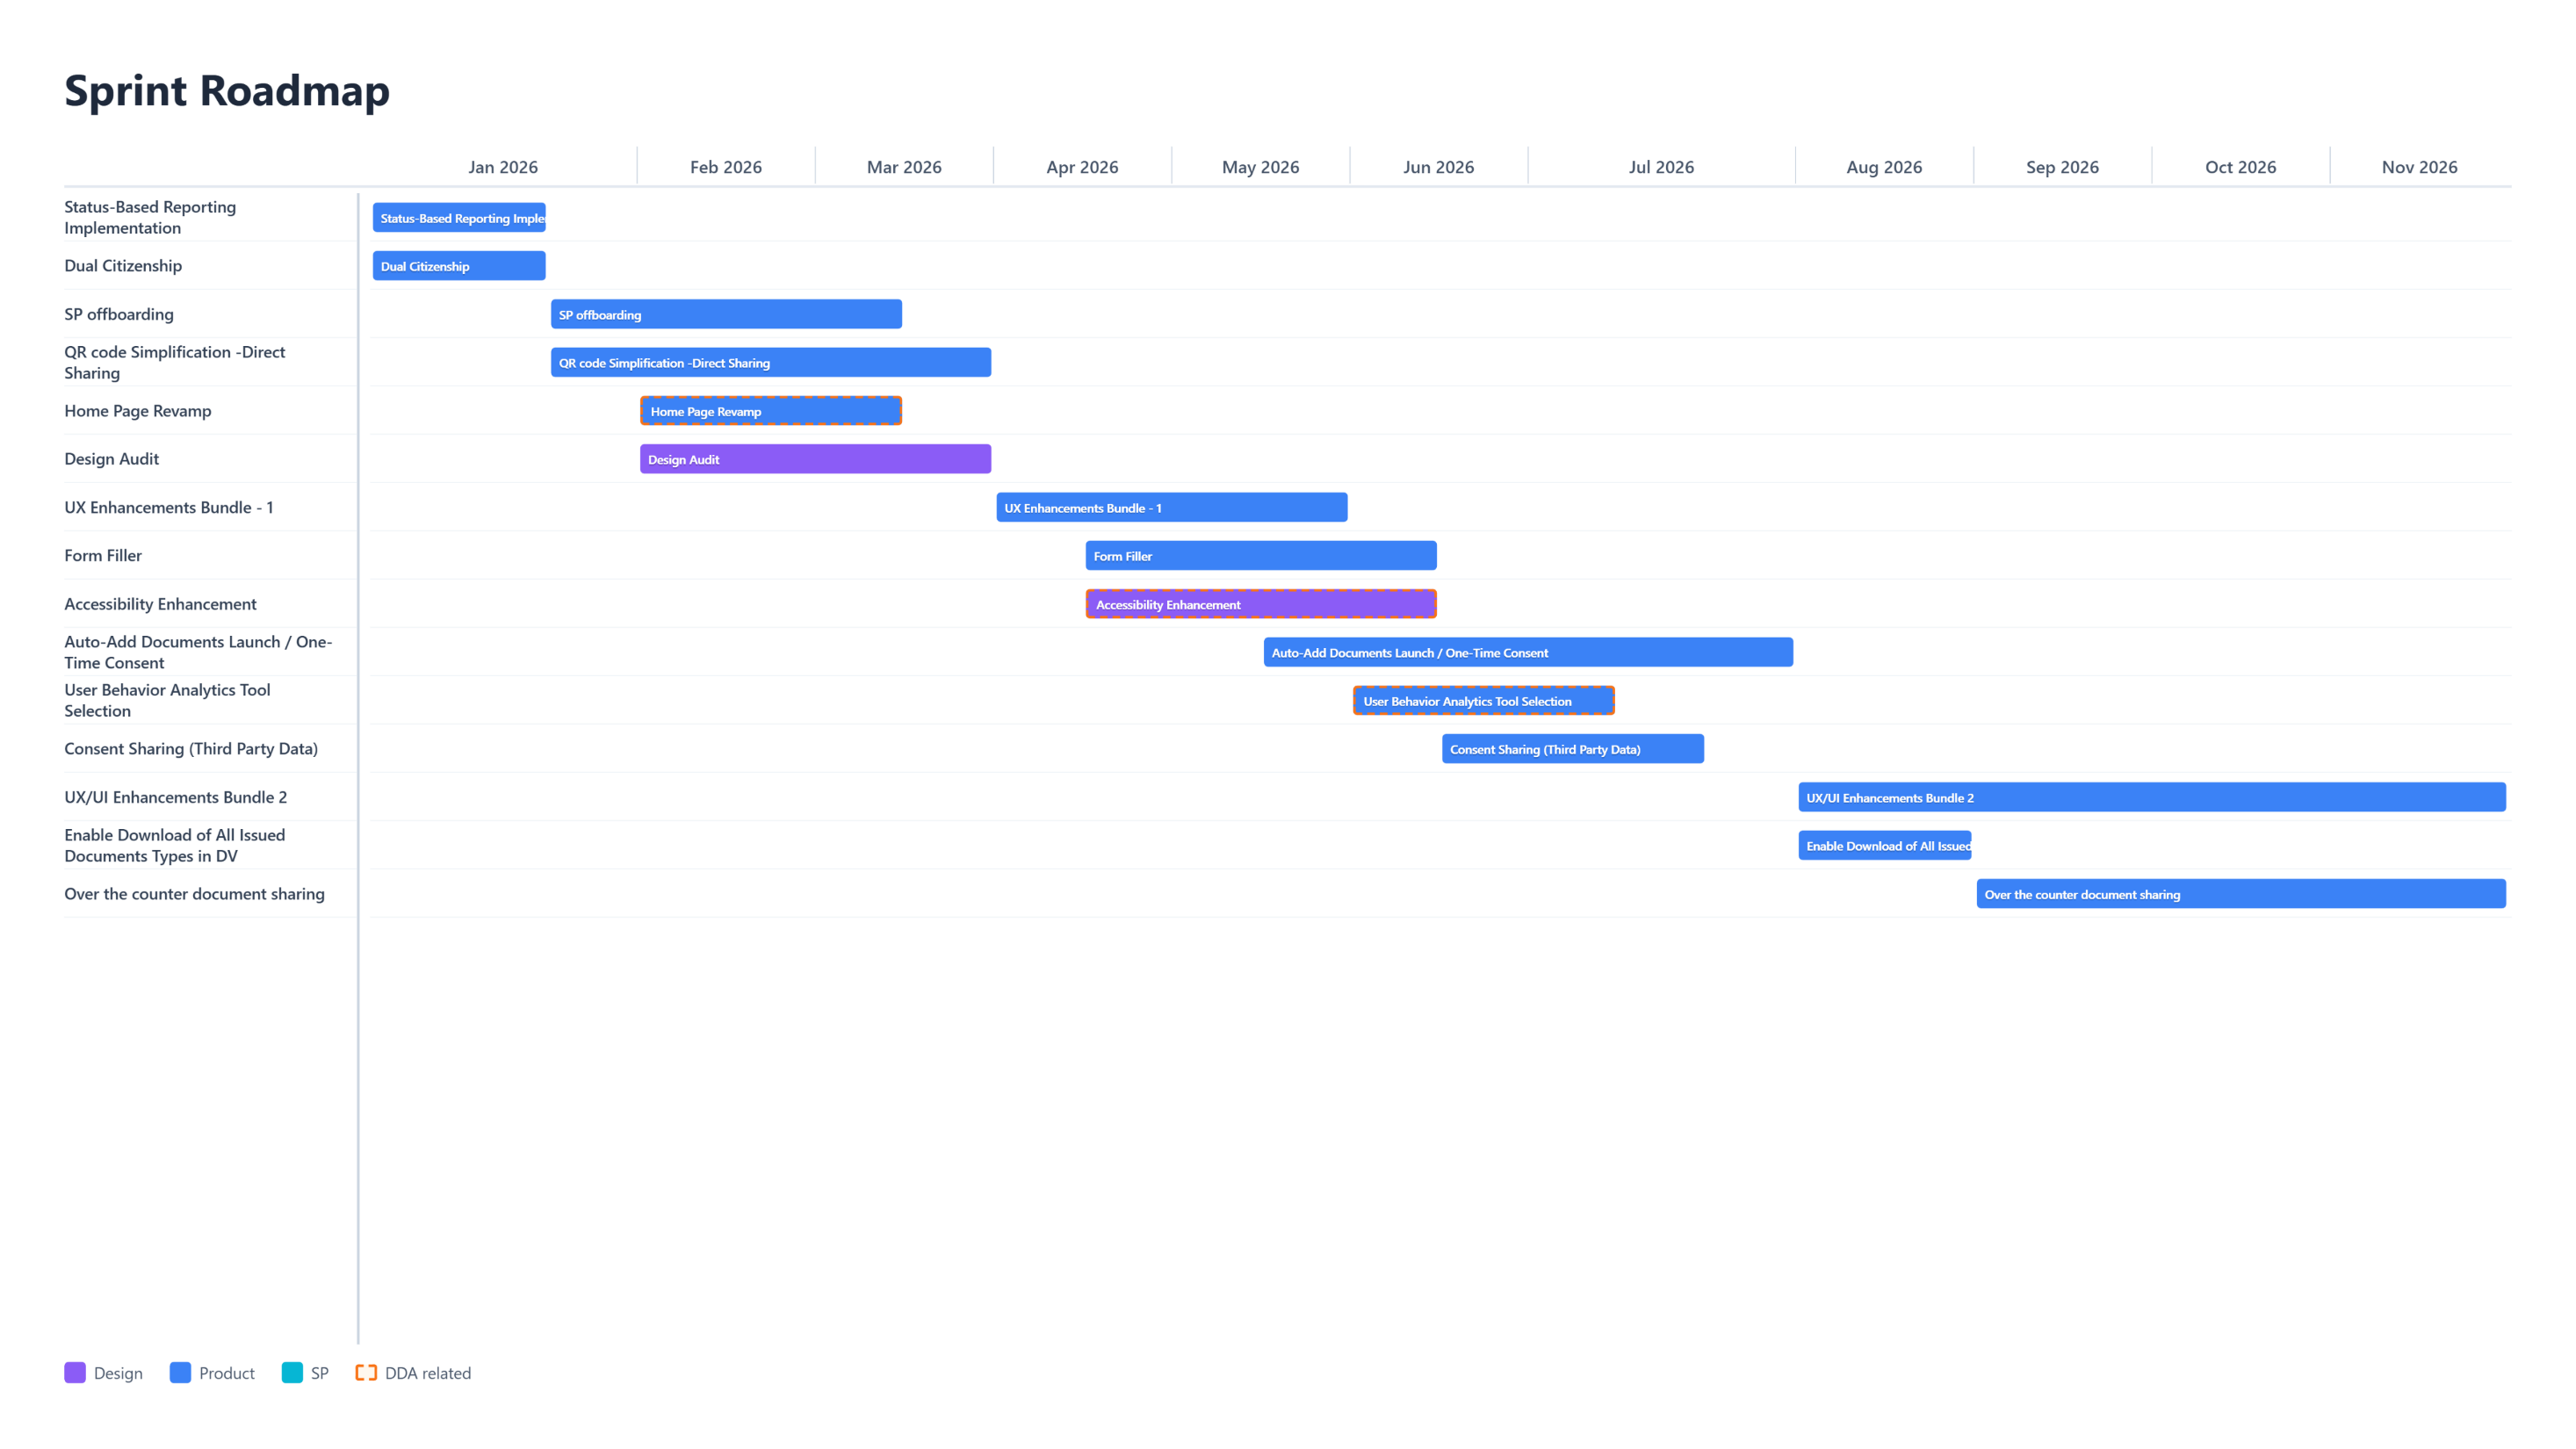 Sprint Roadmap
Jan 2026 Feb 2026 Mar 2026 Apr 2026 May 2026 Jun 2026 Jul 2026 Aug 2026 Sep 2026 Oct 2026 Nov 2026
Status-Based Reporting
Implementation
Status-Based Reporting Imple
Dual Citizenship
Dual Citizenship
SP offboarding
SP offboarding
QR code Simplification -Direct
Sharing
QR code Simplification -Direct Sharing
Home Page Revamp
Home Page Revamp
Design Audit
Design Audit
UX Enhancements Bundle - 1
UX Enhancements Bundle - 1
Form Filler
Form Filler
Accessibility Enhancement
Accessibility Enhancement
Auto-Add Documents Launch / One-
Time Consent
Auto-Add Documents Launch / One-Time Consent
User Behavior Analytics Tool
Selection
User Behavior Analytics Tool Selection
Consent Sharing (Third Party Data)
Consent Sharing (Third Party Data)
UX/UI Enhancements Bundle 2
UX/UI Enhancements Bundle 2
Enable Download of All Issued
Documents Types in DV
Enable Download of All Issued
Over the counter document sharing
Over the counter document sharing
Design Product SP DDA related